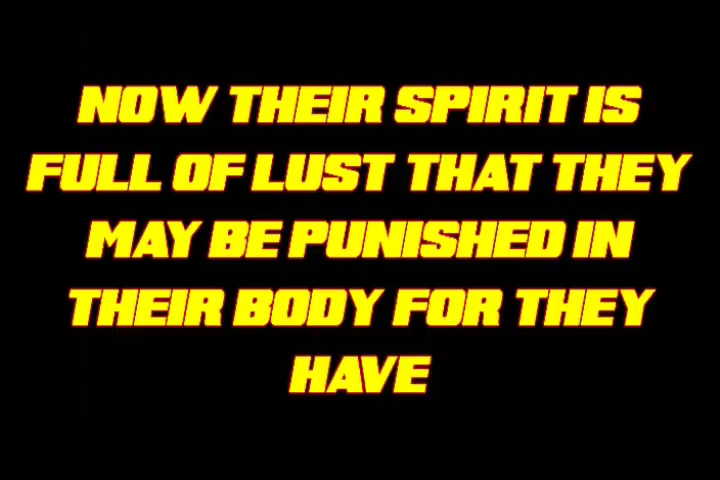 NOW THEIR SPIRIT IS
FULL OF LUST THAT THEY
MAY BE PUNISHED IN
THEIR BODY FOR THEY
HAVE